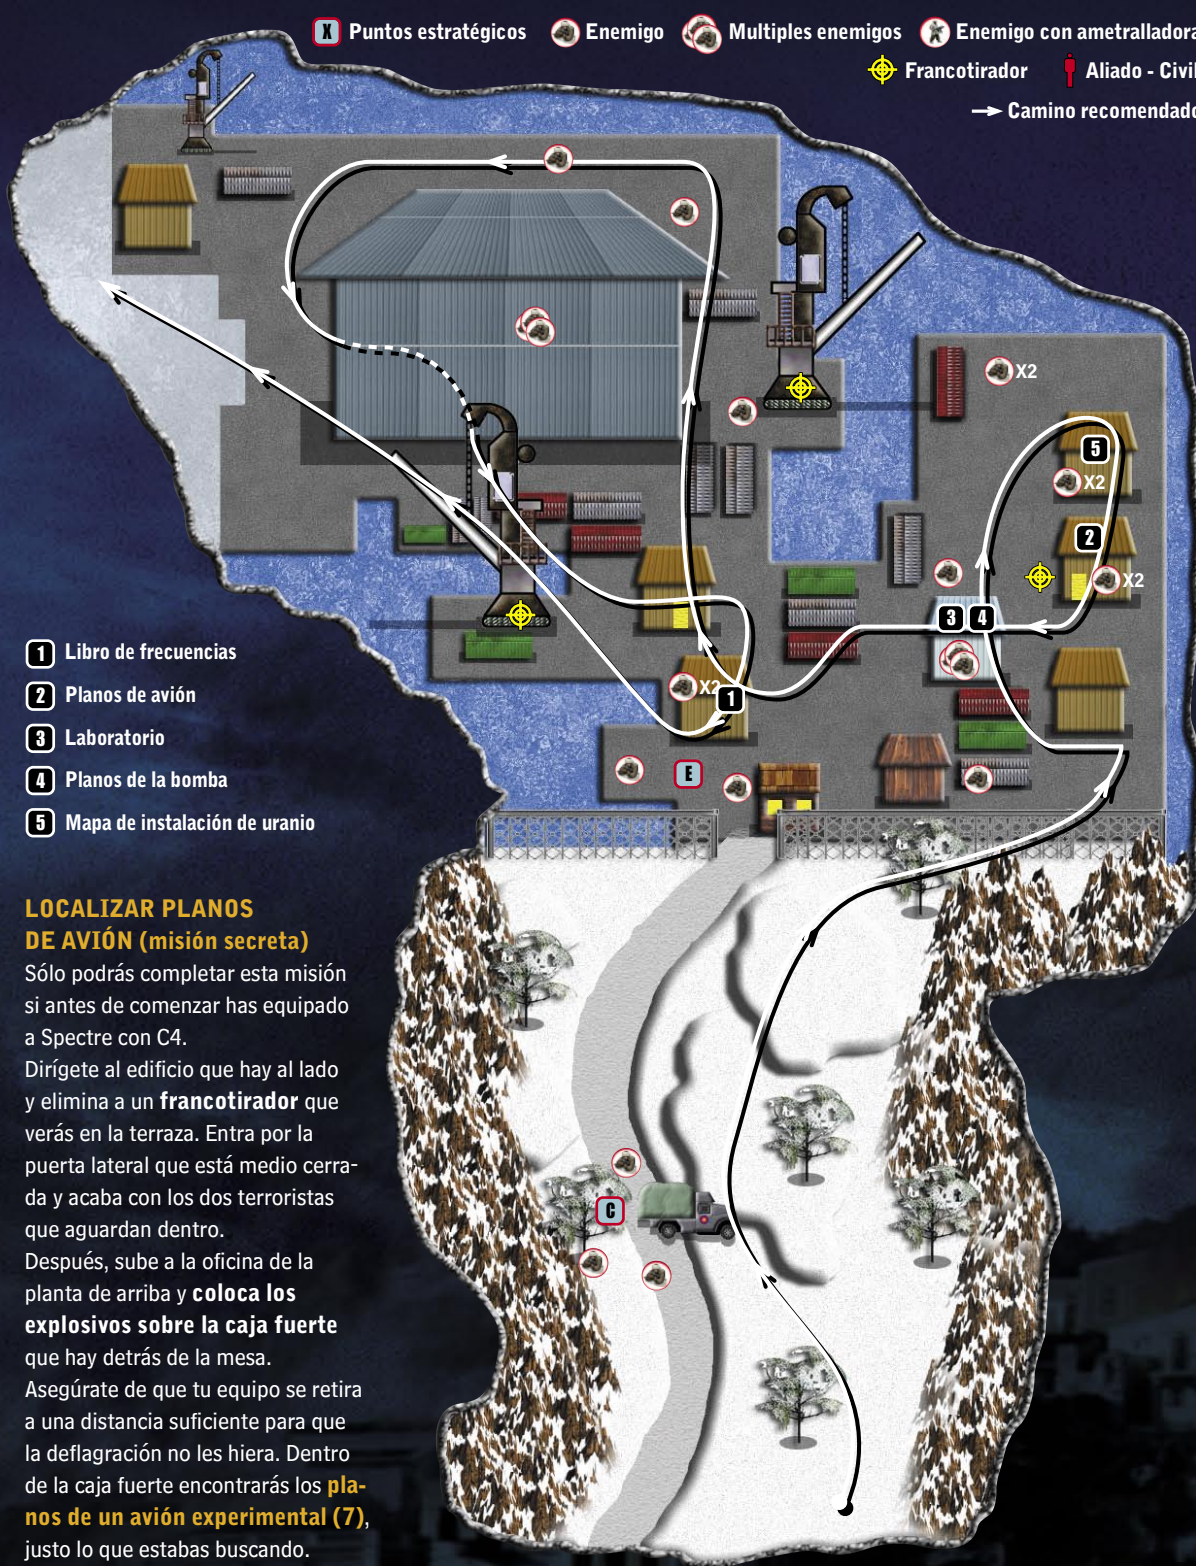 X Puntos estratégicos Enemigo Multiples enemigos Enemigo con ametralladora
Francotirador Aliado - Civil
Camino recomendado
X2
5
X2
2
X2
3 4
X2
1
E
C
1 Libro de frecuencias
2 Planos de avión
3 Laboratorio
4 Planos de la bomba
5 Mapa de instalación de uranio
LOCALIZAR PLANOS
DE AVIÓN (misión secreta)
Sólo podrás completar esta misión
si antes de comenzar has equipado
a Spectre con C4.
Dirígete al edificio que hay al lado
y elimina a un francotirador que
verás en la terraza. Entra por la
puerta lateral que está medio cerra-
da y acaba con los dos terroristas
que aguardan dentro.
Después, sube a la oficina de la
planta de arriba y coloca los
explosivos sobre la caja fuerte
que hay detrás de la mesa.
Asegúrate de que tu equipo se retira
a una distancia suficiente para que
la deflagración no les hiera. Dentro
de la caja fuerte encontrarás los pla-
nos de un avión experimental (7),
justo lo que estabas buscando.